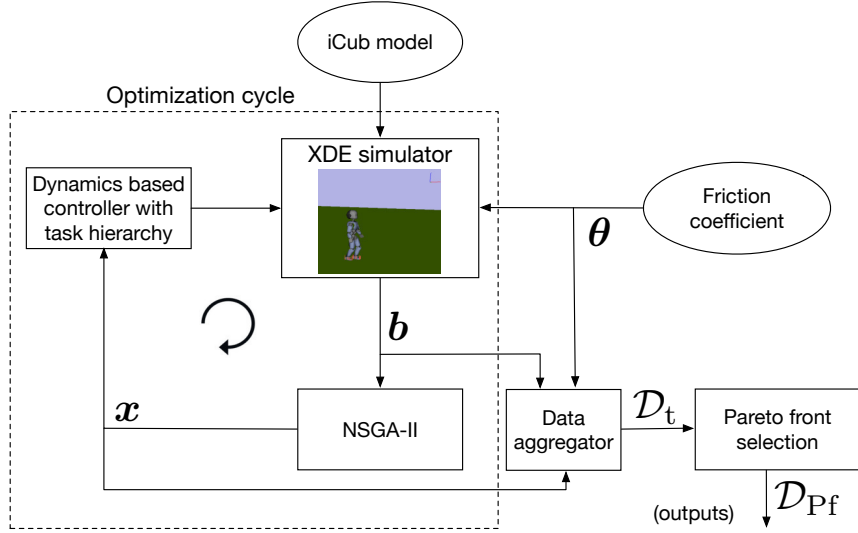 iCub model
Optimization cycle
XDE simulator
Dynamics based
controller with
task hierarchy
Friction
coefficient
θ
b
x
NSGA-II
Data
aggregator
𝒟t
Pareto front
selection
𝒟Pf
(outputs)